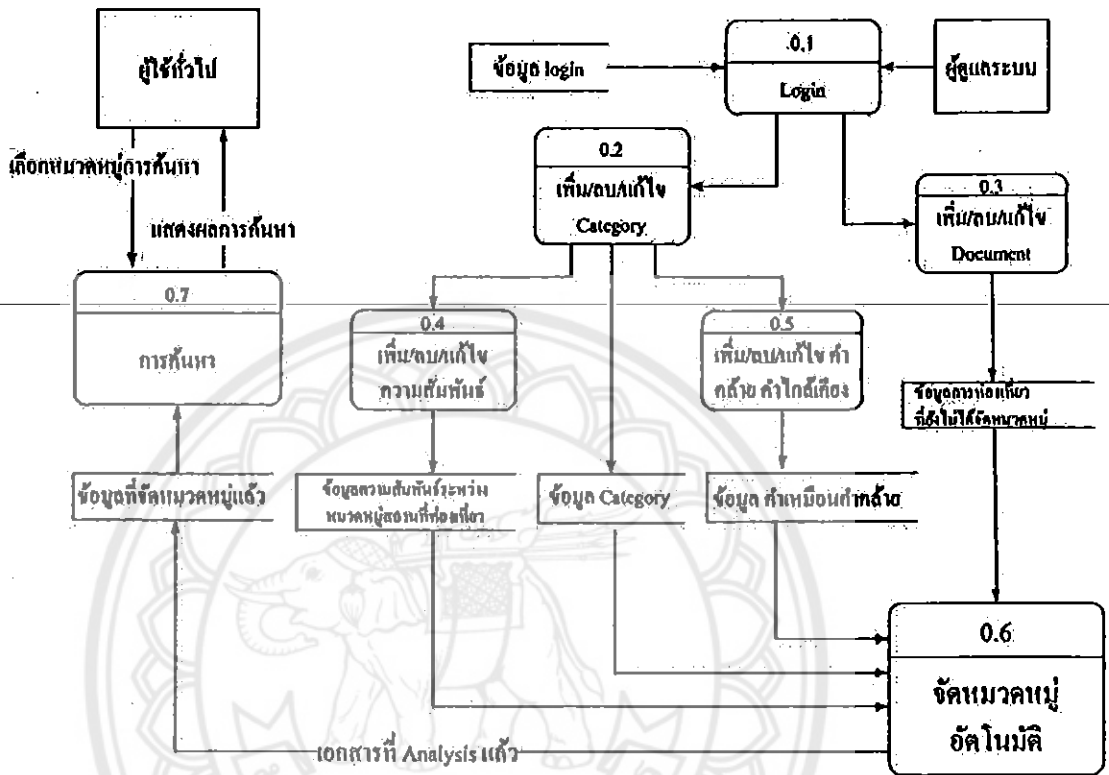 ผู้ใช้ทั่วไป
เลือกหมวดหมู่การค้นหา
แสดงผลการค้นหา
ข้อมูล login
0.1
Login
ผู้ดูแลระบบ
0.2
เพิ่ม/ลบ/แก้ไข
Category
0.3
เพิ่ม/ลบ/แก้ไข
Document
0.7
การค้นหา
0.4
เพิ่ม/ลบ/แก้ไข
ความสัมพันธ์
0.5
เพิ่ม/ลบ/แก้ไข คำ
คล้าย คำใกล้เคียง
ข้อมูลการท่องเที่ยว
ที่ยังไม่ได้จัดหมวดหมู่
ข้อมูลที่จัดหมวดหมู่แล้ว
ข้อมูลความสัมพันธ์ระหว่าง
หมวดหมู่สถานที่ท่องเที่ยว
ข้อมูล Category
ข้อมูล คำเหมือนคำคล้าย
0.6
จัดหมวดหมู่
อัตโนมัติ
เอกสารที่ Analysis แล้ว